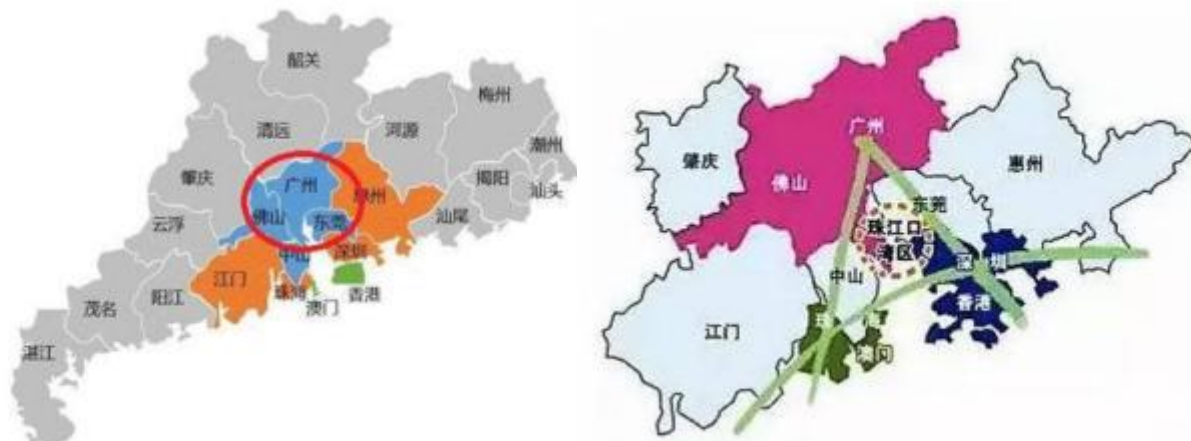 韶关
梅州
清远
河源
潮州
肇庆
广州
惠州
揭阳
汕头
云浮
佛山
东莞
汕尾
中山
深圳
江门
珠海
香港
澳门
茂名
阳江
湛江
广州
肇庆
佛山
惠州
东莞
珠江口
湾区
中山
深圳
香港
江门
珠海
澳门